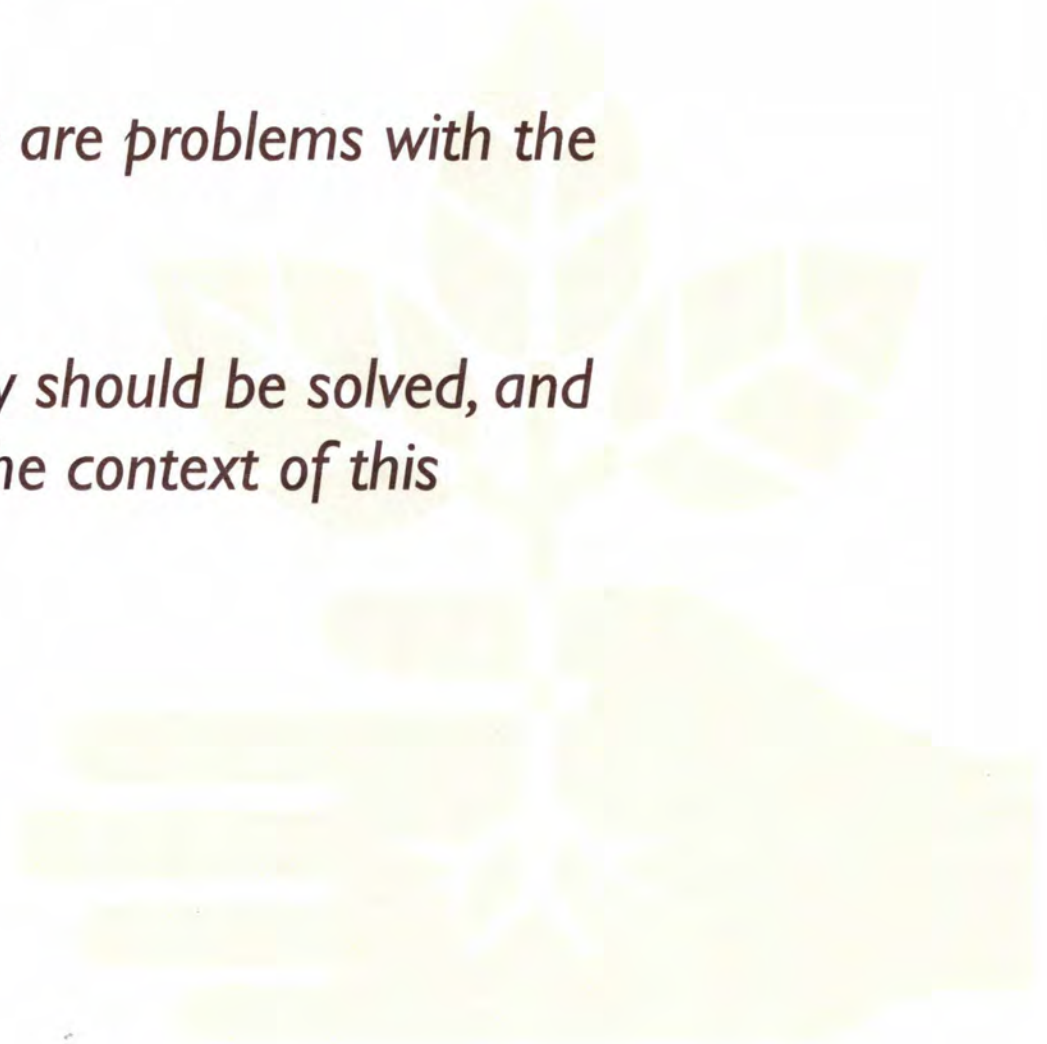 are problems with the
should be solved, and
context of this